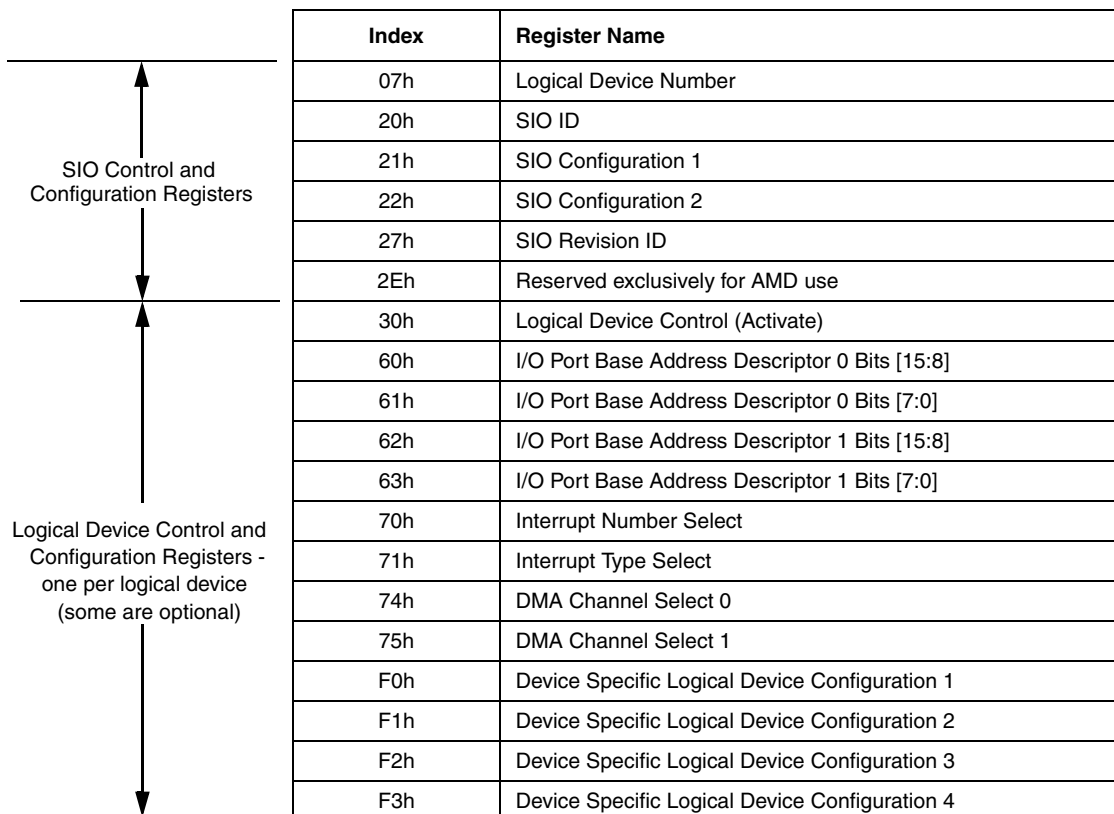 Index Register Name
07h Logical Device Number
20h SIO ID
21h SIO Configuration 1
22h SIO Configuration 2
27h SIO Revision ID
2Eh Reserved exclusively for AMD use
30h Logical Device Control (Activate)
60h I/O Port Base Address Descriptor 0 Bits [15:8]
61h I/O Port Base Address Descriptor 0 Bits [7:0]
62h I/O Port Base Address Descriptor 1 Bits [15:8]
63h I/O Port Base Address Descriptor 1 Bits [7:0]
70h Interrupt Number Select
71h Interrupt Type Select
74h DMA Channel Select 0
75h DMA Channel Select 1
F0h Device Specific Logical Device Configuration 1
F1h Device Specific Logical Device Configuration 2
F2h Device Specific Logical Device Configuration 3
F3h Device Specific Logical Device Configuration 4
SIO Control and
Configuration Registers
Logical Device Control and
Configuration Registers -
one per logical device
(some are optional)